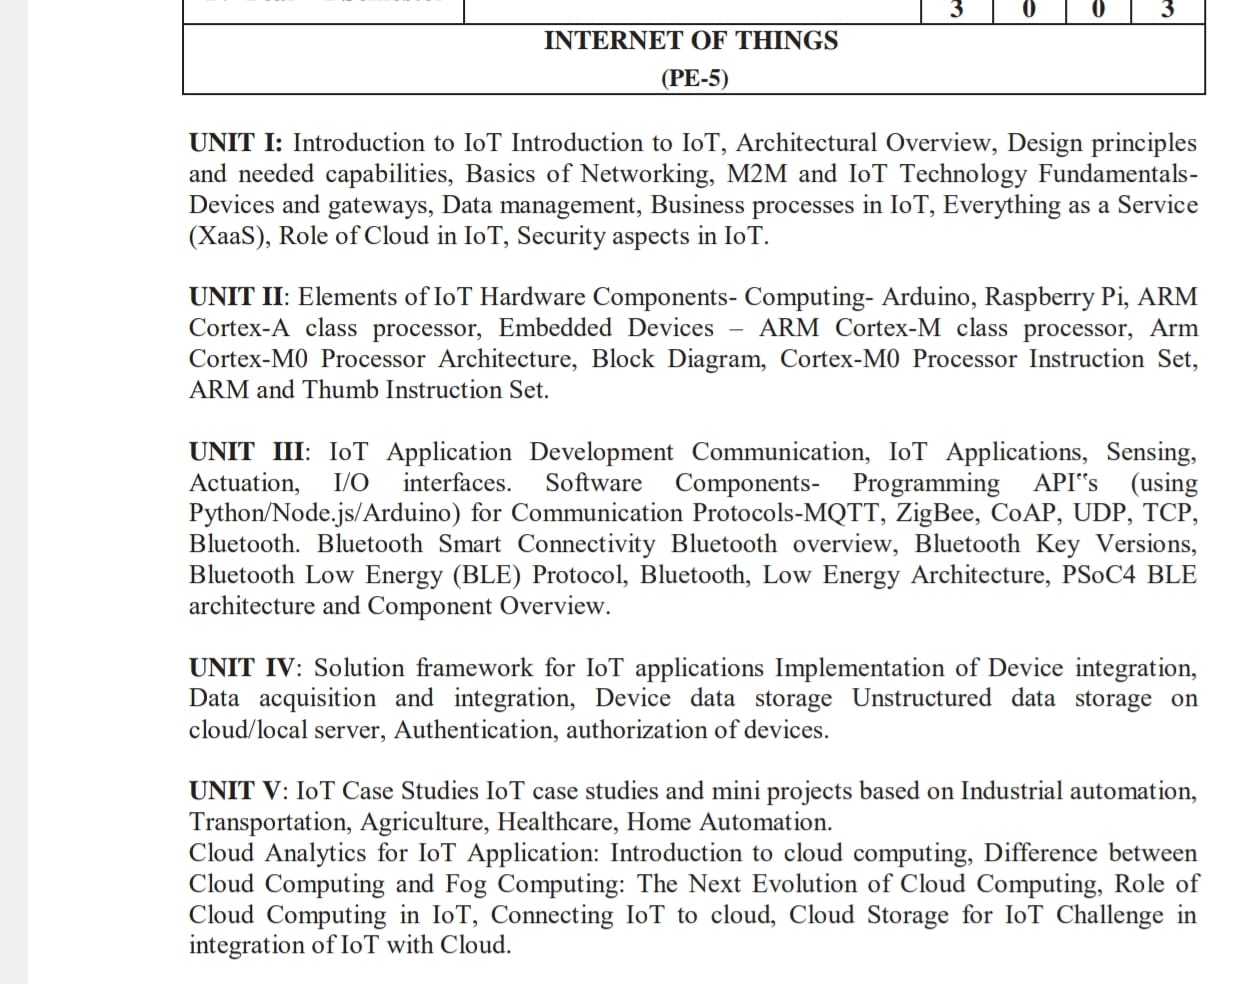 3 0 0 3
INTERNET OF THINGS
(PE-5)
UNIT I: Introduction to IoT Introduction to IoT, Architectural Overview, Design principles
and needed capabilities, Basics of Networking, M2M and IoT Technology Fundamentals-
Devices and gateways, Data management, Business processes in IoT, Everything as a Service
(XaaS), Role of Cloud in IoT, Security aspects in IoT.
UNIT II: Elements of IoT Hardware Components- Computing- Arduino, Raspberry Pi, ARM
Cortex-A class processor, Embedded Devices – ARM Cortex-M class processor, Arm
Cortex-M0 Processor Architecture, Block Diagram, Cortex-M0 Processor Instruction Set,
ARM and Thumb Instruction Set.
UNIT III: IoT Application Development Communication, IoT Applications, Sensing,
Actuation, I/O interfaces. Software Components- Programming API“s (using
Python/Node.js/Arduino) for Communication Protocols-MQTT, ZigBee, CoAP, UDP, TCP,
Bluetooth. Bluetooth Smart Connectivity Bluetooth overview, Bluetooth Key Versions,
Bluetooth Low Energy (BLE) Protocol, Bluetooth, Low Energy Architecture, PSoC4 BLE
architecture and Component Overview.
UNIT IV: Solution framework for IoT applications Implementation of Device integration,
Data acquisition and integration, Device data storage Unstructured data storage on
cloud/local server, Authentication, authorization of devices.
UNIT V: IoT Case Studies IoT case studies and mini projects based on Industrial automation,
Transportation, Agriculture, Healthcare, Home Automation.
Cloud Analytics for IoT Application: Introduction to cloud computing, Difference between
Cloud Computing and Fog Computing: The Next Evolution of Cloud Computing, Role of
Cloud Computing in IoT, Connecting IoT to cloud, Cloud Storage for IoT Challenge in
integration of IoT with Cloud.